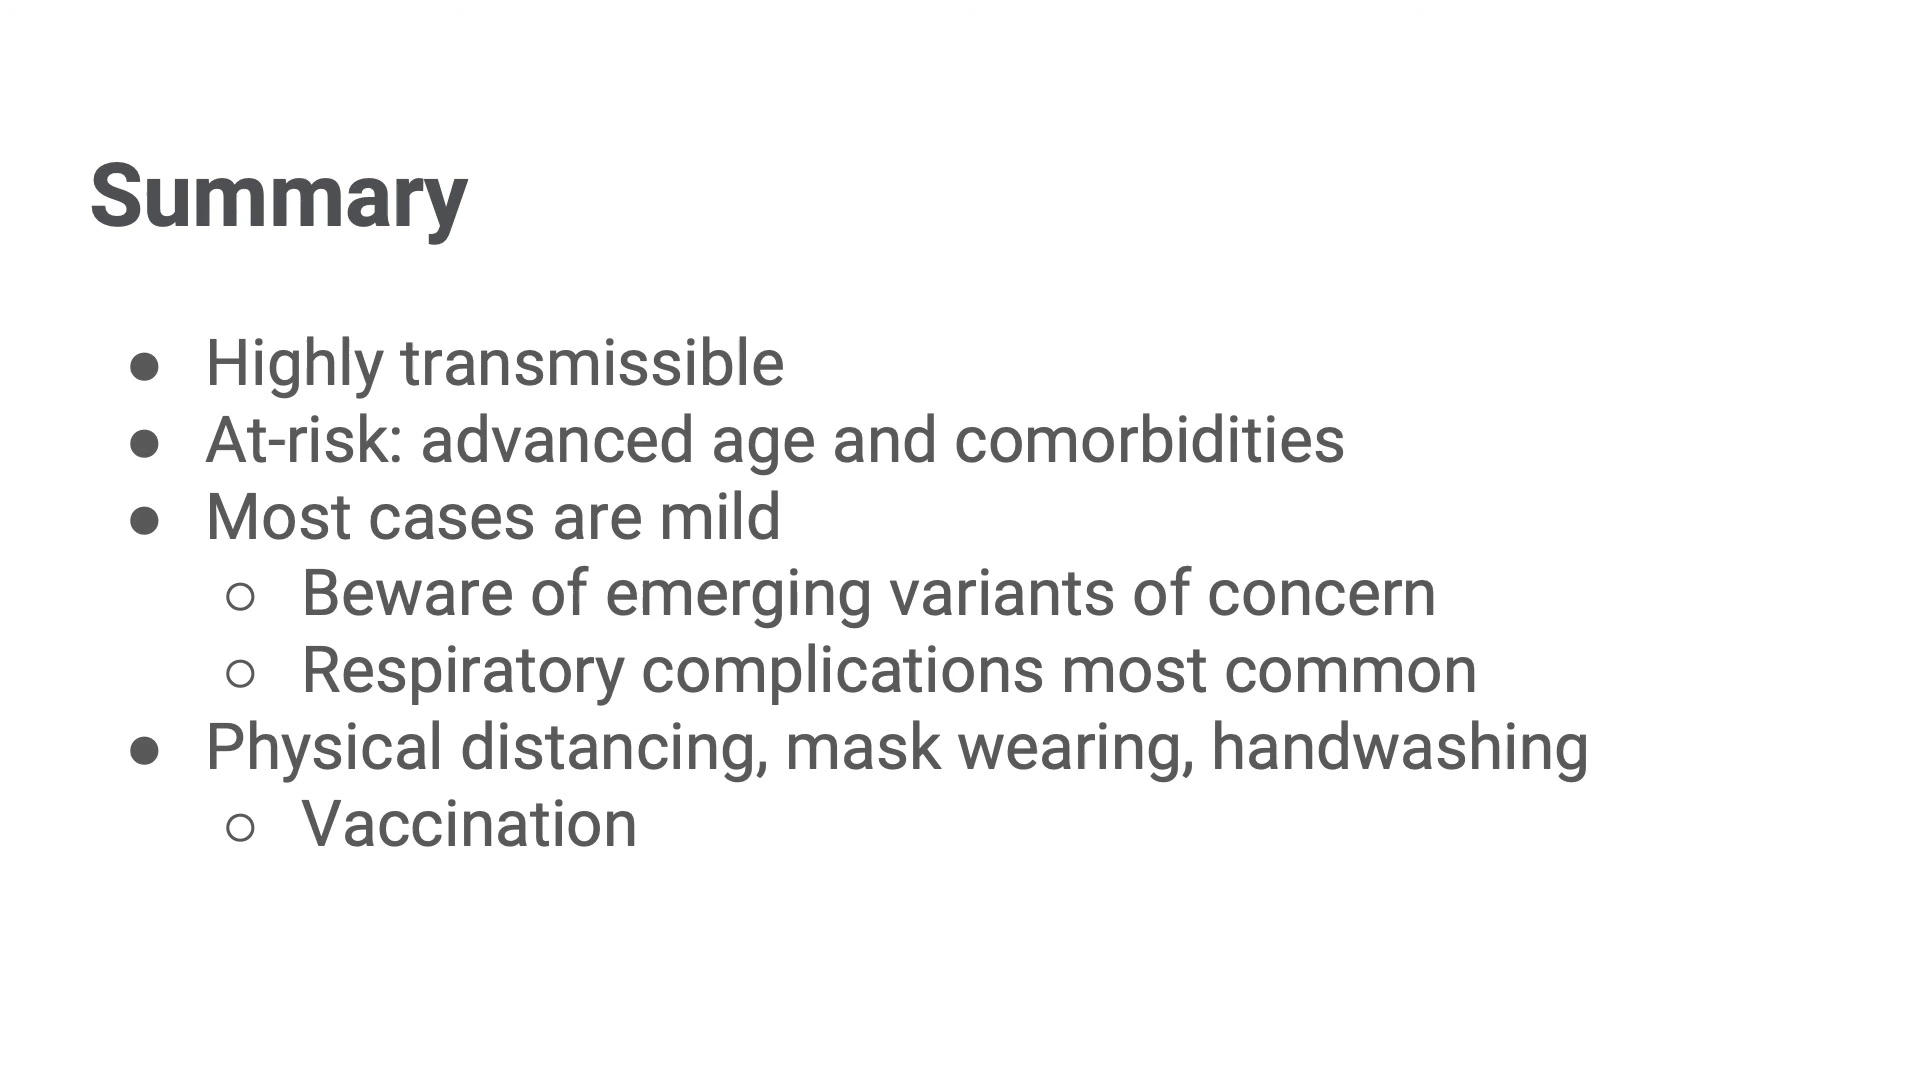 Summary
● Highly transmissible
● At-risk: advanced age and comorbidities
● Most cases are mild
○ Beware of emerging variants of concern
○ Respiratory complications most common
● Physical distancing, mask wearing, handwashing
○ Vaccination